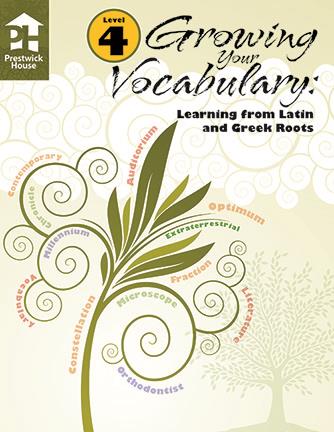 PH
Prestwick
House
Level
4
Growing
Your
Vocabulary:
Learning from Latin
and Greek Roots
Contemporary
Auditorium
Chronicle
Optimum
Millennium
Extraterrestrial
Vocabulary
Fraction
Microscope
Literature
Constellation
Orthodontist